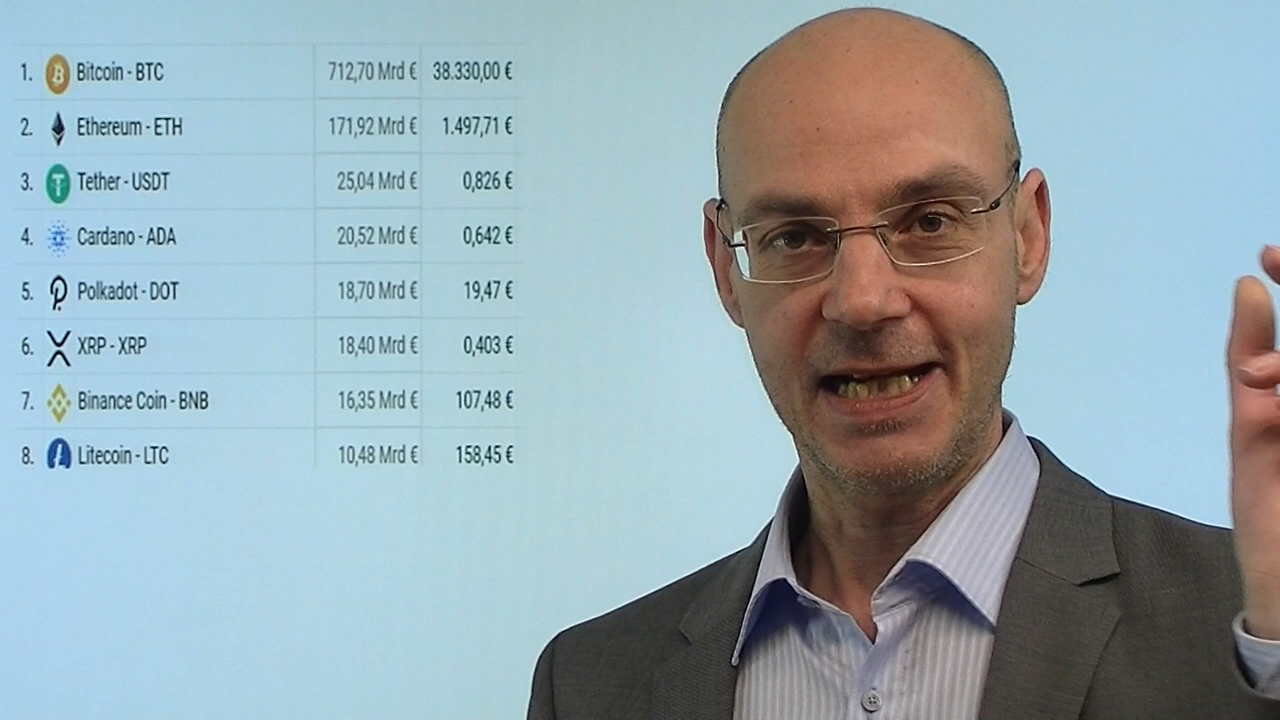 1. Bitcoin - BTC 712,70 Mrd € 38.330,00 €
2. Ethereum - ETH 171,92 Mrd € 1.497,71 €
3. Tether - USDT 25,04 Mrd € 0,826 €
4. Cardano - ADA 20,52 Mrd € 0,642 €
5. Polkadot - DOT 18,70 Mrd € 19,47 €
6. XRP - XRP 18,40 Mrd € 0,403 €
7. Binance Coin - BNB 16,35 Mrd € 107,48 €
8. Litecoin - LTC 10,48 Mrd € 158,45 €